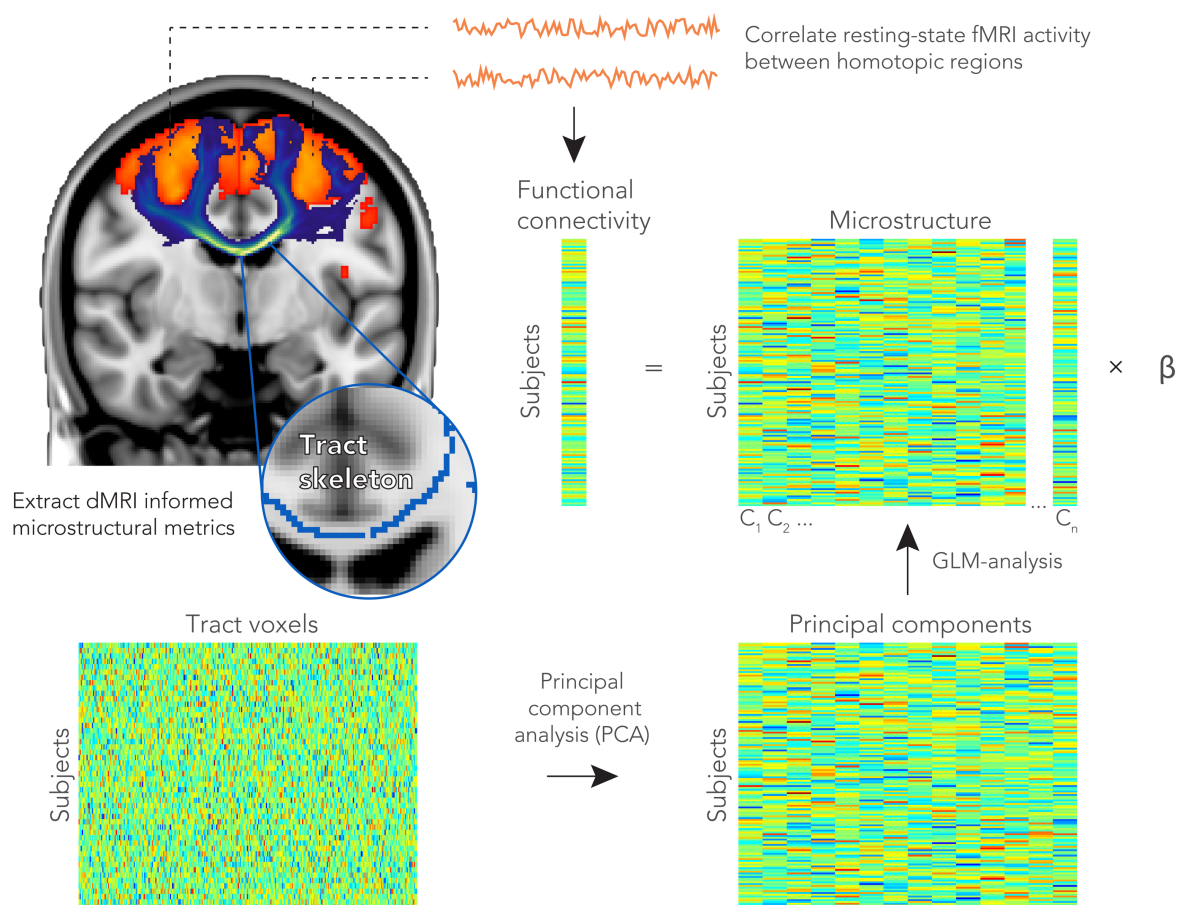 Correlate resting-state fMRI activity
between homotopic regions
Functional
connectivity
Microstructure
Subjects
=
Subjects
× β
Tract
skeleton
Extract dMRI informed
microstructural metrics
C₁ C₂ ... ... Cₙ
GLM-analysis
Tract voxels
Principal components
Subjects
Principal
component
analysis (PCA)
Subjects